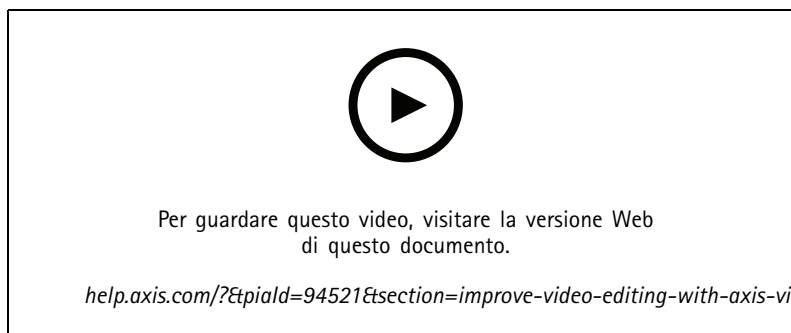 Per guardare questo video, visitare la versione Web
di questo documento.
help.axis.com/?&piaId=94521&section=improve-video-editing-with-axis-vi